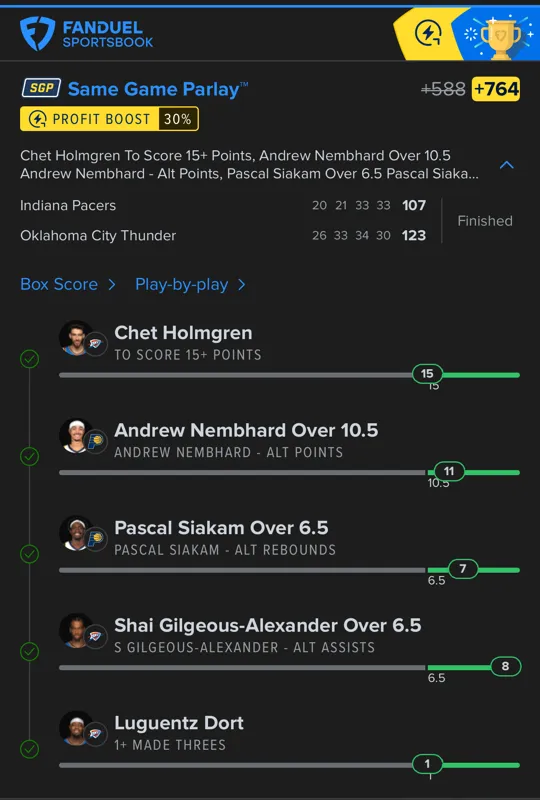 FANDUEL
SPORTSBOOK
SGP Same Game Parlay™ +588 +764
PROFIT BOOST 30%
Chet Holmgren To Score 15+ Points, Andrew Nembhard Over 10.5
Andrew Nembhard - Alt Points, Pascal Siakam Over 6.5 Pascal Siaka...
Indiana Pacers 20 21 33 33 107
Finished
Oklahoma City Thunder 26 33 34 30 123
Box Score Play-by-play
Chet Holmgren
TO SCORE 15+ POINTS
15
15
Andrew Nembhard Over 10.5
ANDREW NEMBHARD - ALT POINTS
11
10.5
Pascal Siakam Over 6.5
PASCAL SIAKAM - ALT REBOUNDS
7
6.5
Shai Gilgeous-Alexander Over 6.5
S GILGEOUS-ALEXANDER - ALT ASSISTS
8
6.5
Luguentz Dort
1+ MADE THREES
1